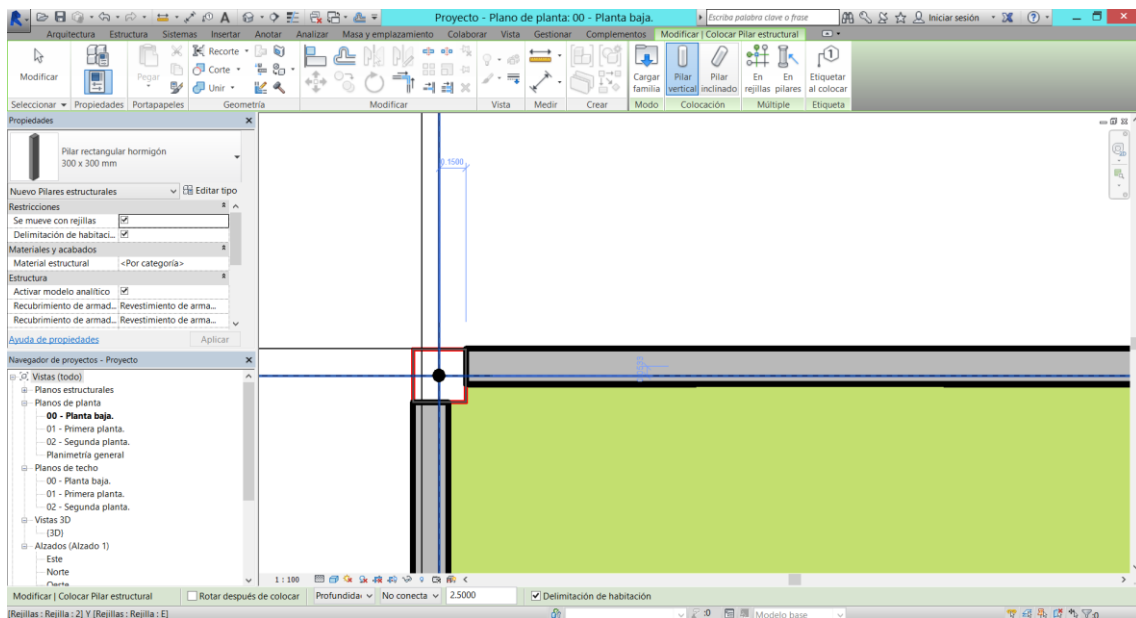 Proyecto - Plano de planta: 00 - Planta baja.
Escriba palabra clave o frase
Iniciar sesión
Arquitectura Estructura Sistemas Insertar Anotar Analizar Masa y emplazamiento Colaborar Vista Gestionar Complementos Modificar | Colocar Pilar estructural
Modificar
Pegar
Recorte
Corte
Unir
Cargar familia
Pilar vertical
Pilar inclinado
En rejillas
En pilares
Etiquetar al colocar
Seleccionar Propiedades Portapapeles Geometría Modificar Vista Medir Crear Modo Colocación Múltiple Etiqueta
Propiedades
Pilar rectangular hormigón
300 x 300 mm
Nuevo Pilares estructurales Editar tipo
Restricciones
Se mueve con rejillas
Delimitación de habitaci...
Materiales y acabados
Material estructural <Por categoría>
Estructura
Activar modelo analítico
Recubrimiento de armad... Revestimiento de arma...
Recubrimiento de armad... Revestimiento de arma...
Ayuda de propiedades Aplicar
Navegador de proyectos - Proyecto
Vistas (todo)
Planos estructurales
Planos de planta
00 - Planta baja.
01 - Primera planta.
02 - Segunda planta.
Planimetría general
Planos de techo
00 - Planta baja.
01 - Primera planta.
02 - Segunda planta.
Vistas 3D
{3D}
Alzados (Alzado 1)
Este
Norte
Oeste
0.1500
1 : 100
Modificar | Colocar Pilar estructural Rotar después de colocar Profundida No conecta 2.5000 Delimitación de habitación
[Rejillas : Rejilla : 2] Y [Rejillas : Rejilla : E] :0 Modelo base :0